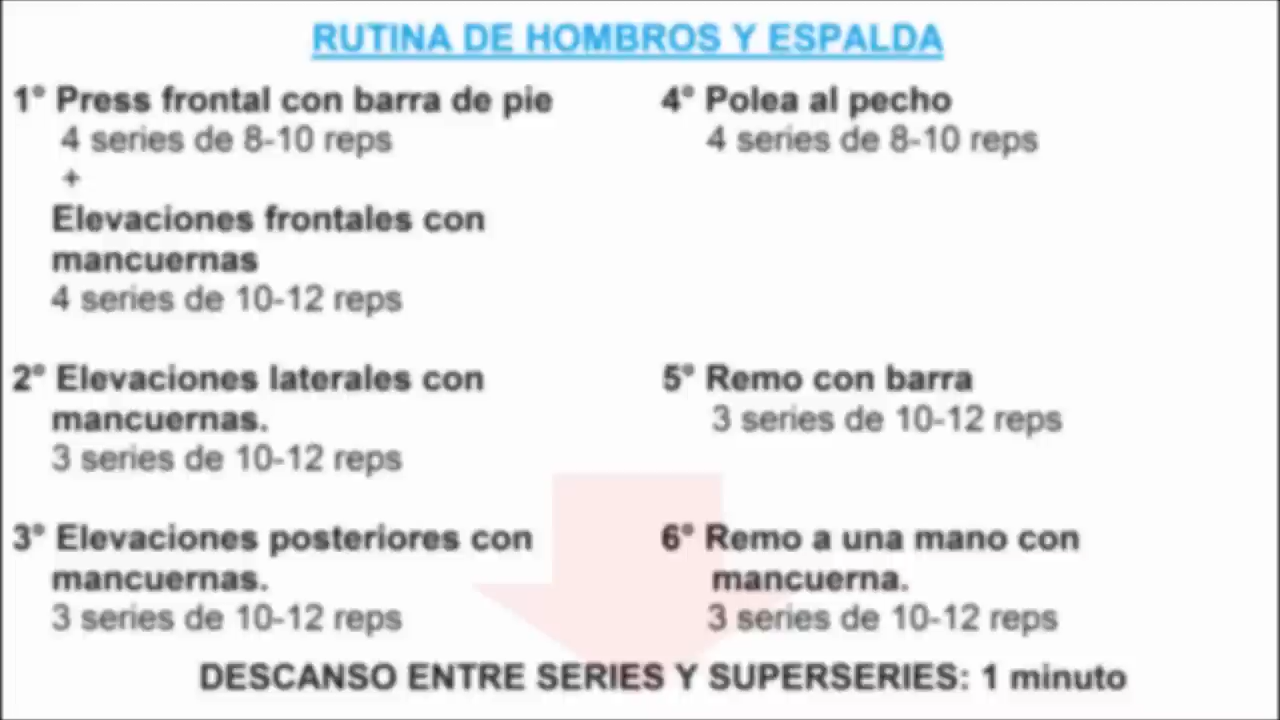 RUTINA DE HOMBROS Y ESPALDA
1° Press frontal con barra de pie
4 series de 8-10 reps
+
Elevaciones frontales con
mancuernas
4 series de 10-12 reps
2° Elevaciones laterales con
mancuernas.
3 series de 10-12 reps
3° Elevaciones posteriores con
mancuernas.
3 series de 10-12 reps
4° Polea al pecho
4 series de 8-10 reps
5° Remo con barra
3 series de 10-12 reps
6° Remo a una mano con
mancuerna.
3 series de 10-12 reps
DESCANSO ENTRE SERIES Y SUPERSERIES: 1 minuto